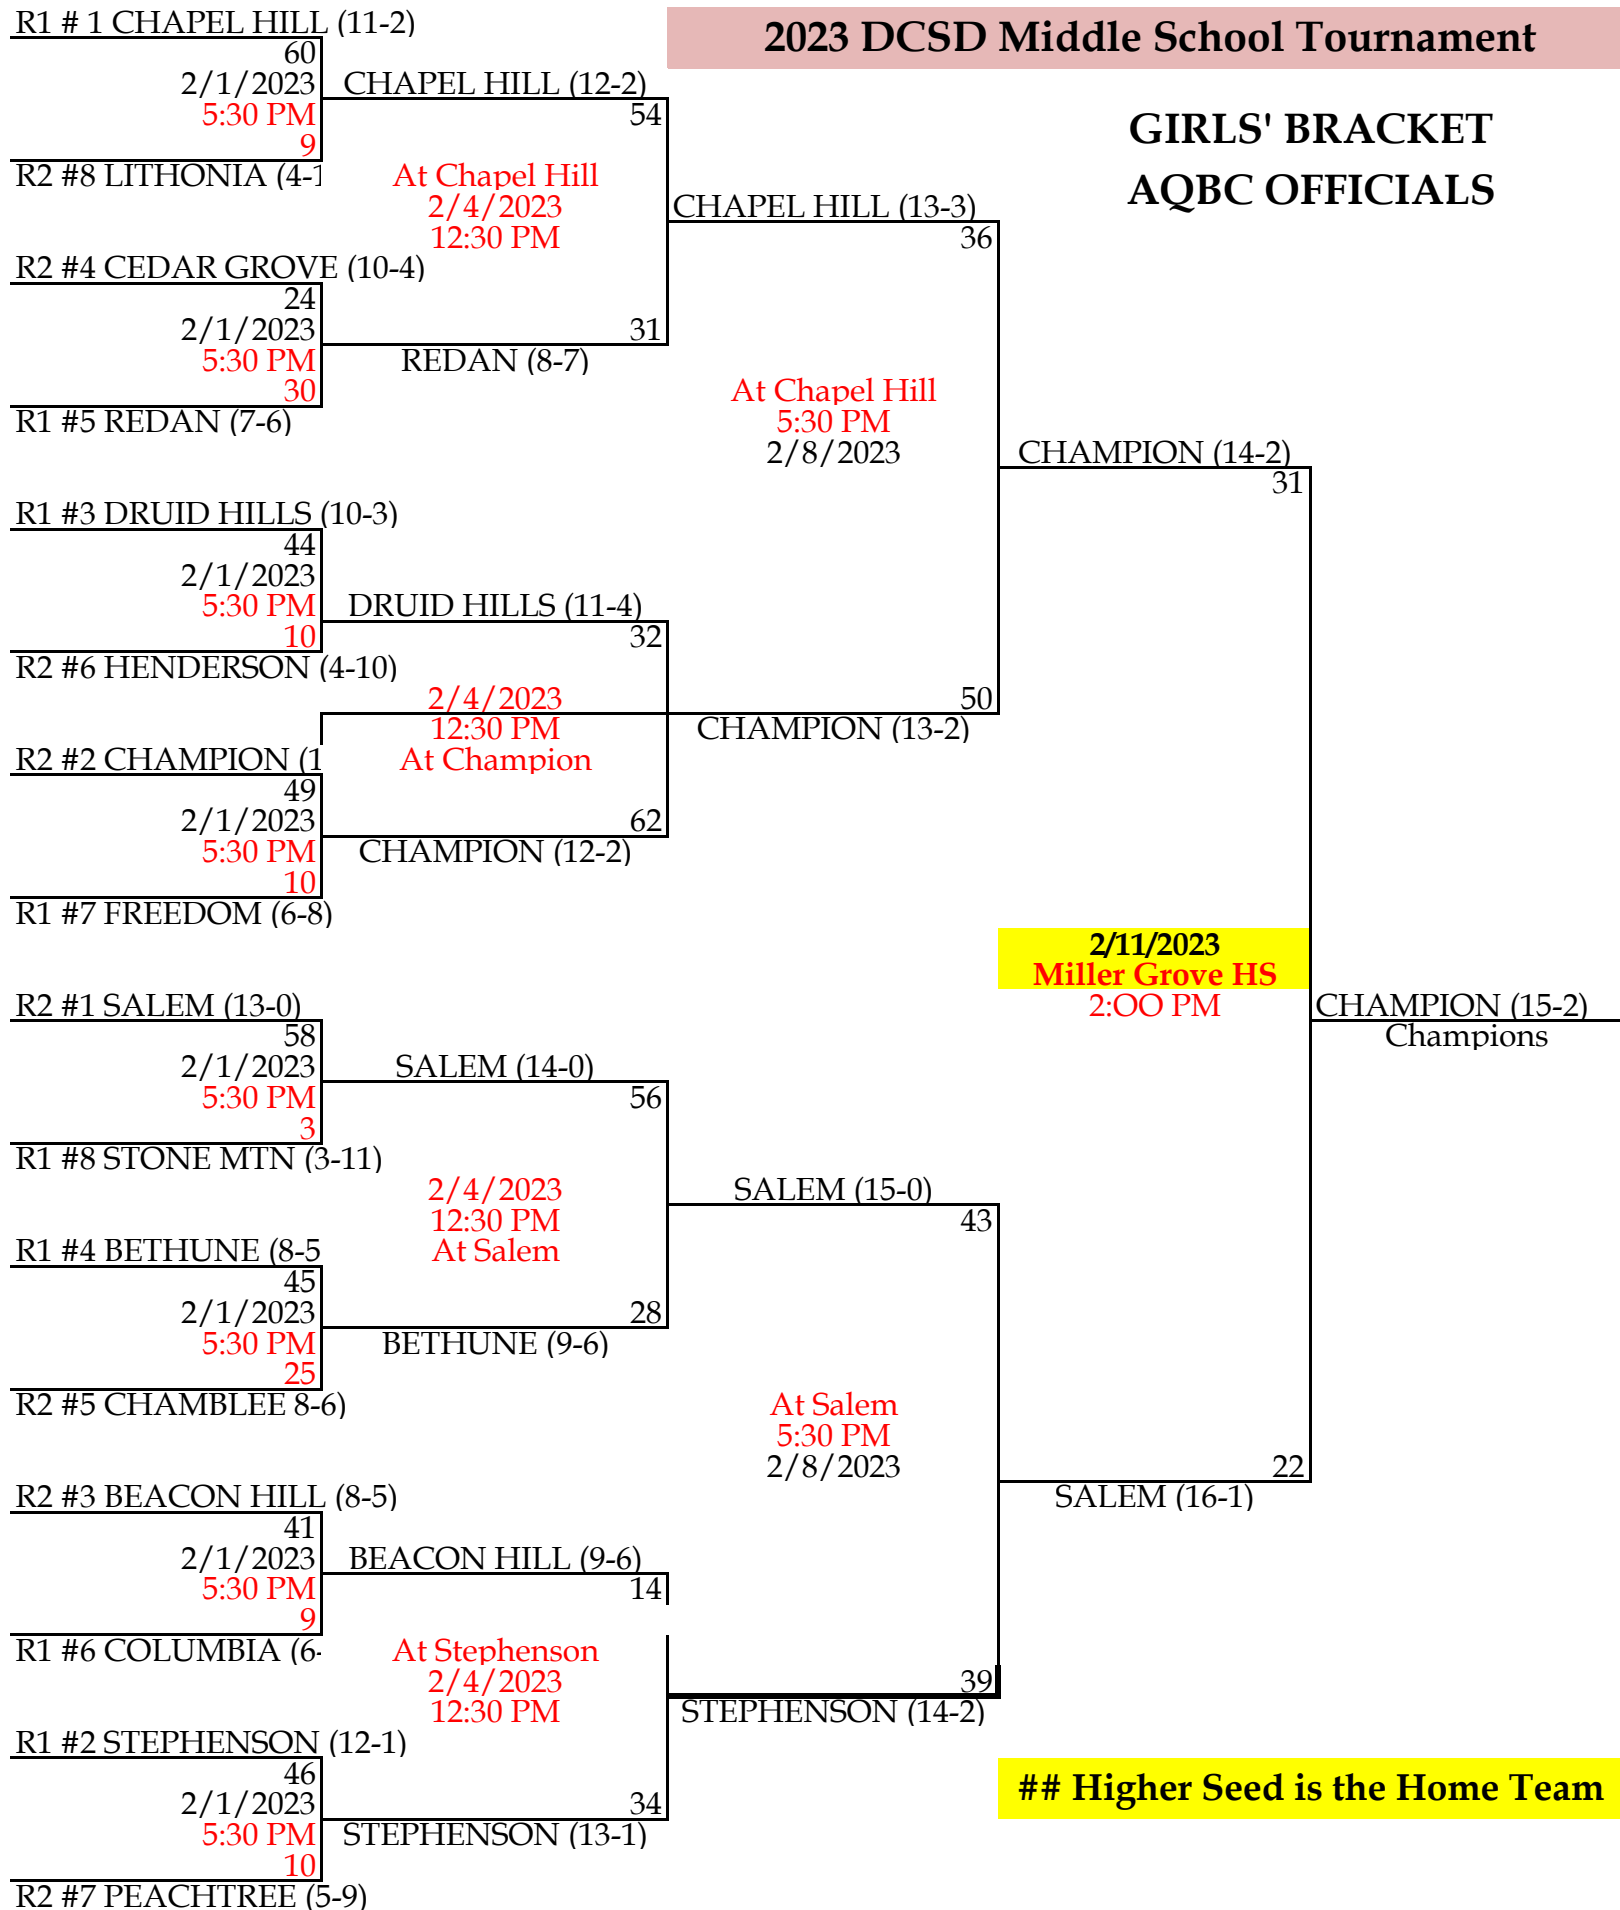 2023 DCSD Middle School Tournament
GIRLS' BRACKET
AQBC OFFICIALS
R1 # 1 CHAPEL HILL (11-2)
60
2/1/2023
5:30 PM
9
R2 #8 LITHONIA (4-1
CHAPEL HILL (12-2)
54
At Chapel Hill
2/4/2023
12:30 PM
R2 #4 CEDAR GROVE (10-4)
24
2/1/2023
5:30 PM
30
R1 #5 REDAN (7-6)
31
REDAN (8-7)
CHAPEL HILL (13-3)
36
At Chapel Hill
5:30 PM
2/8/2023
R1 #3 DRUID HILLS (10-3)
44
2/1/2023
5:30 PM
10
R2 #6 HENDERSON (4-10)
DRUID HILLS (11-4)
32
2/4/2023
12:30 PM
At Champion
R2 #2 CHAMPION (1
49
2/1/2023
5:30 PM
10
R1 #7 FREEDOM (6-8)
62
CHAMPION (12-2)
50
CHAMPION (13-2)
CHAMPION (14-2)
31
2/11/2023
Miller Grove HS
2:OO PM
CHAMPION (15-2)
Champions
R2 #1 SALEM (13-0)
58
2/1/2023
5:30 PM
3
R1 #8 STONE MTN (3-11)
SALEM (14-0)
56
2/4/2023
12:30 PM
At Salem
R1 #4 BETHUNE (8-5
45
2/1/2023
5:30 PM
25
R2 #5 CHAMBLEE 8-6)
28
BETHUNE (9-6)
SALEM (15-0)
43
At Salem
5:30 PM
2/8/2023
22
SALEM (16-1)
R2 #3 BEACON HILL (8-5)
41
2/1/2023
5:30 PM
9
R1 #6 COLUMBIA (6-
BEACON HILL (9-6)
14
At Stephenson
2/4/2023
12:30 PM
39
STEPHENSON (14-2)
R1 #2 STEPHENSON (12-1)
46
2/1/2023
5:30 PM
10
R2 #7 PEACHTREE (5-9)
34
STEPHENSON (13-1)
## Higher Seed is the Home Team